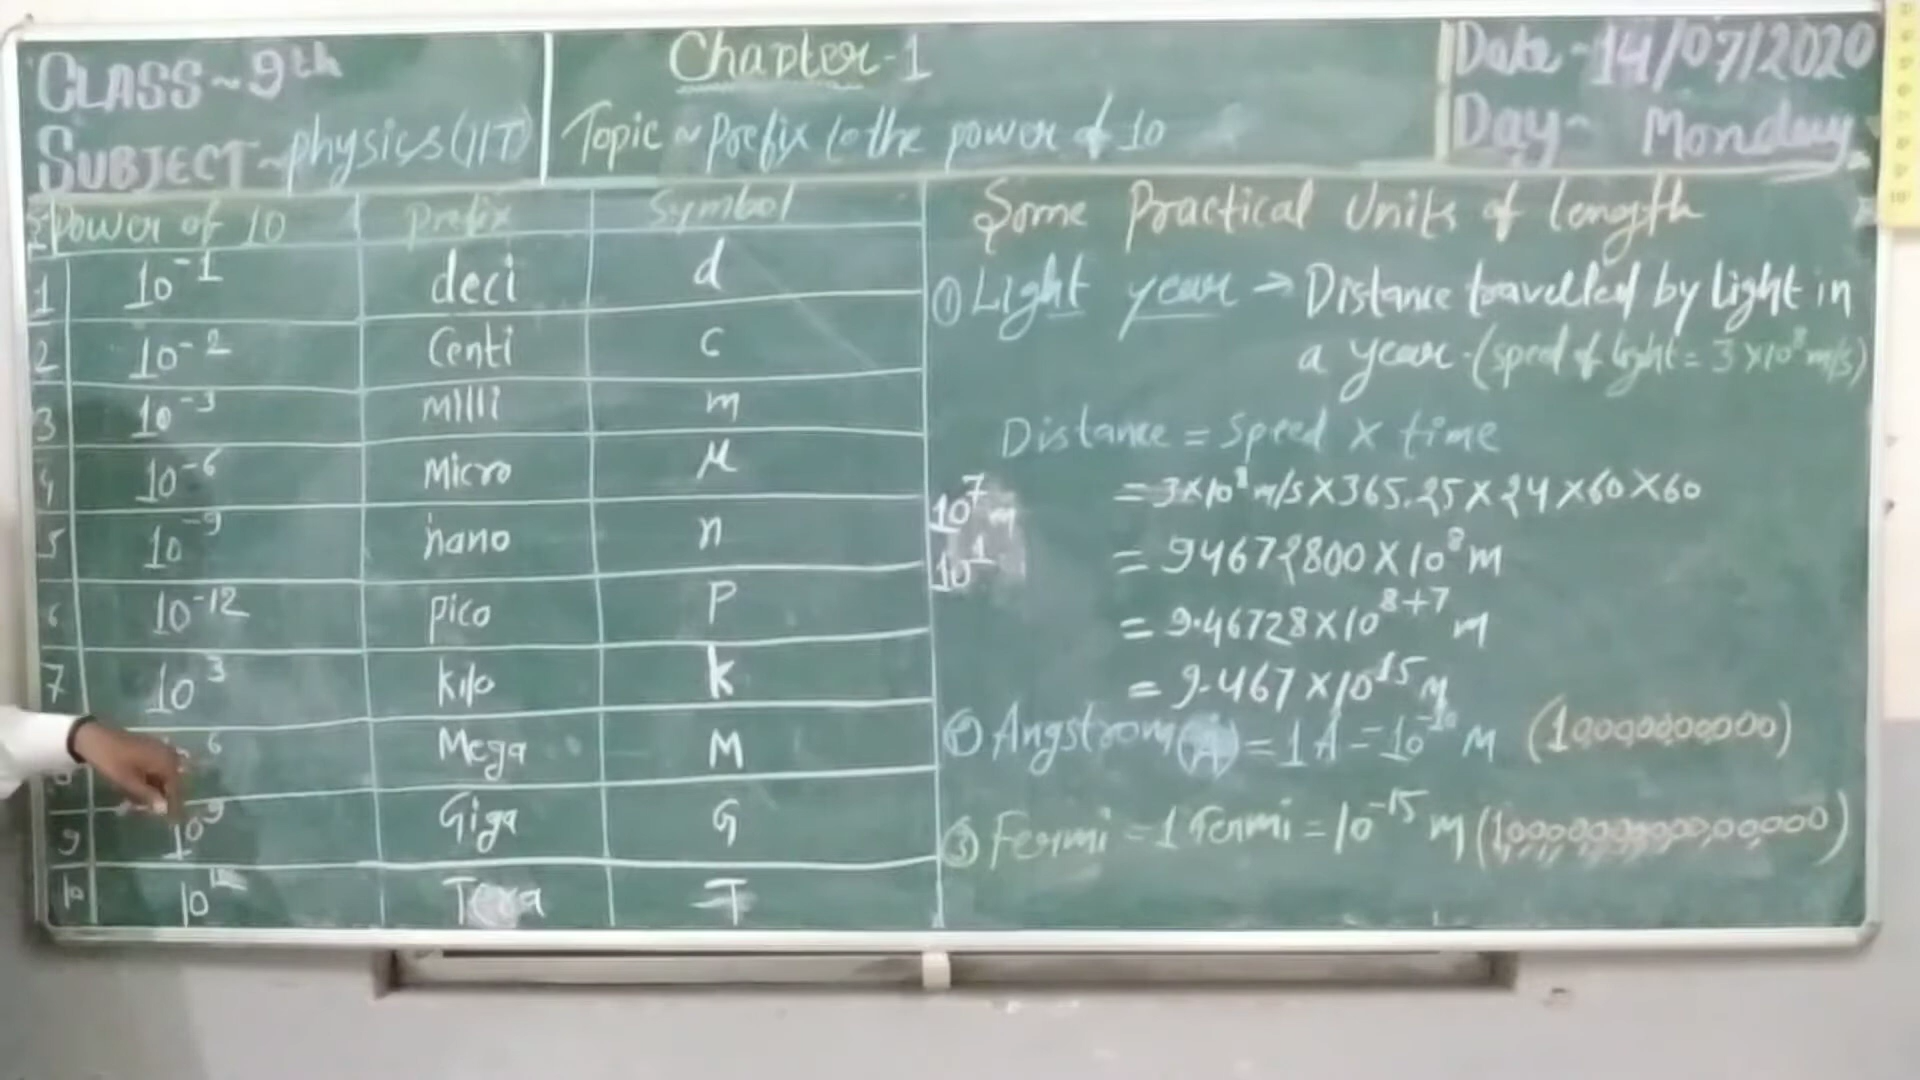 CLASS~9th
SUBJECT~physics(IIT)
Chapter-1
Topic ~ Prefix to the power of 10
Date-14/07/2020
Day- Monday
Power of 10 Prefix Symbol
1 10⁻¹ deci d
2 10⁻² Centi c
3 10⁻³ milli m
4 10⁻⁶ Micro μ
5 10⁻⁹ nano n
6 10⁻¹² pico P
7 10³ kilo k
⁶ Mega M
9 10⁹ Giga G
10 10¹² Tera T
Some Practical Units of length
① Light year → Distance travelled by light in
a year. (speed of light = 3×10⁸ m/s)
Distance = Speed × time
= 3×10⁸ m/s × 365.25 × 24 × 60 × 60
10⁷ m
10¹
= 94672800 × 10⁸ m
= 9.46728×10⁸⁺⁷ m
= 9.467 ×10¹⁵ m
② Angstrom (Å) = 1 Å = 10⁻¹⁰ m (10000000000)
③ Fermi - 1 Fermi = 10⁻¹⁵ m